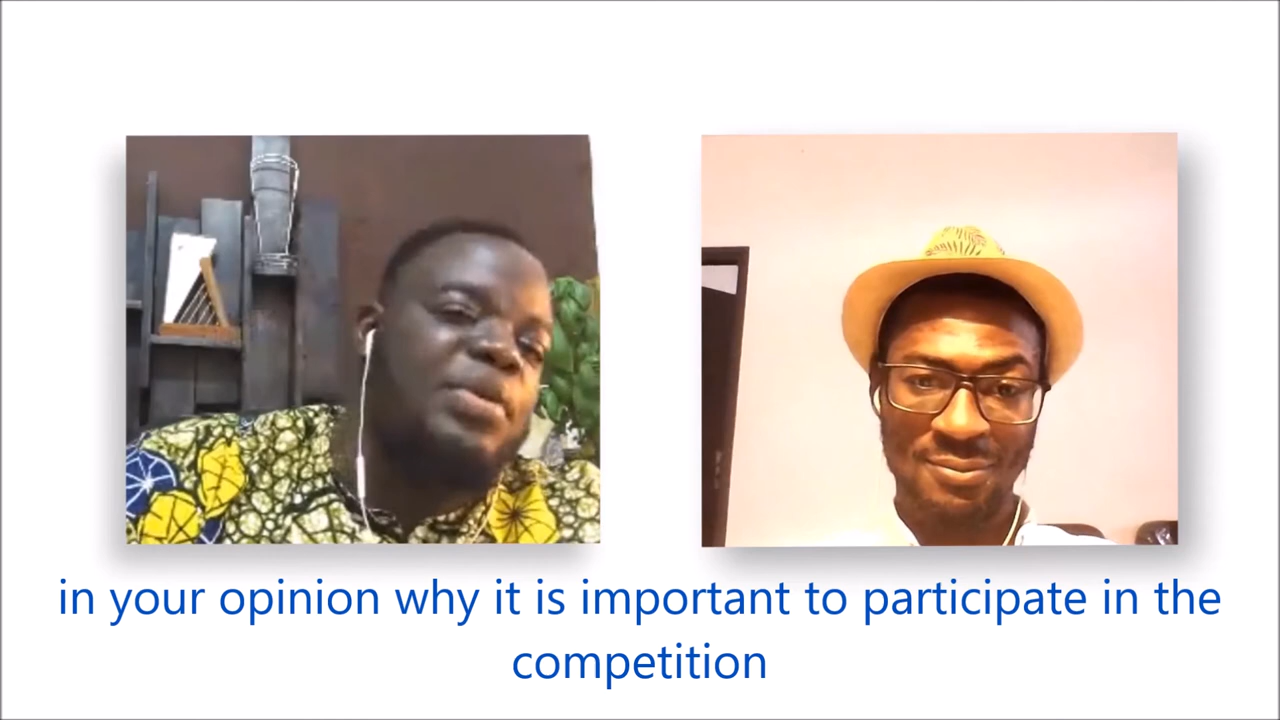 in your opinion why it is important to participate in the
competition